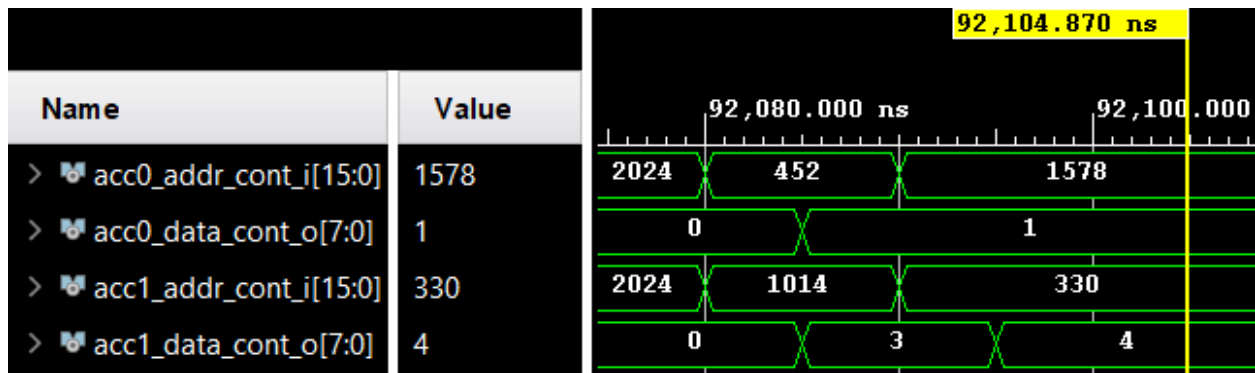 92,104.870 ns
Name Value 92,080.000 ns 92,100.000
acc0_addr_cont_i[15:0] 1578 2024 452 1578
acc0_data_cont_o[7:0] 1 0 1
acc1_addr_cont_i[15:0] 330 2024 1014 330
acc1_data_cont_o[7:0] 4 0 3 4